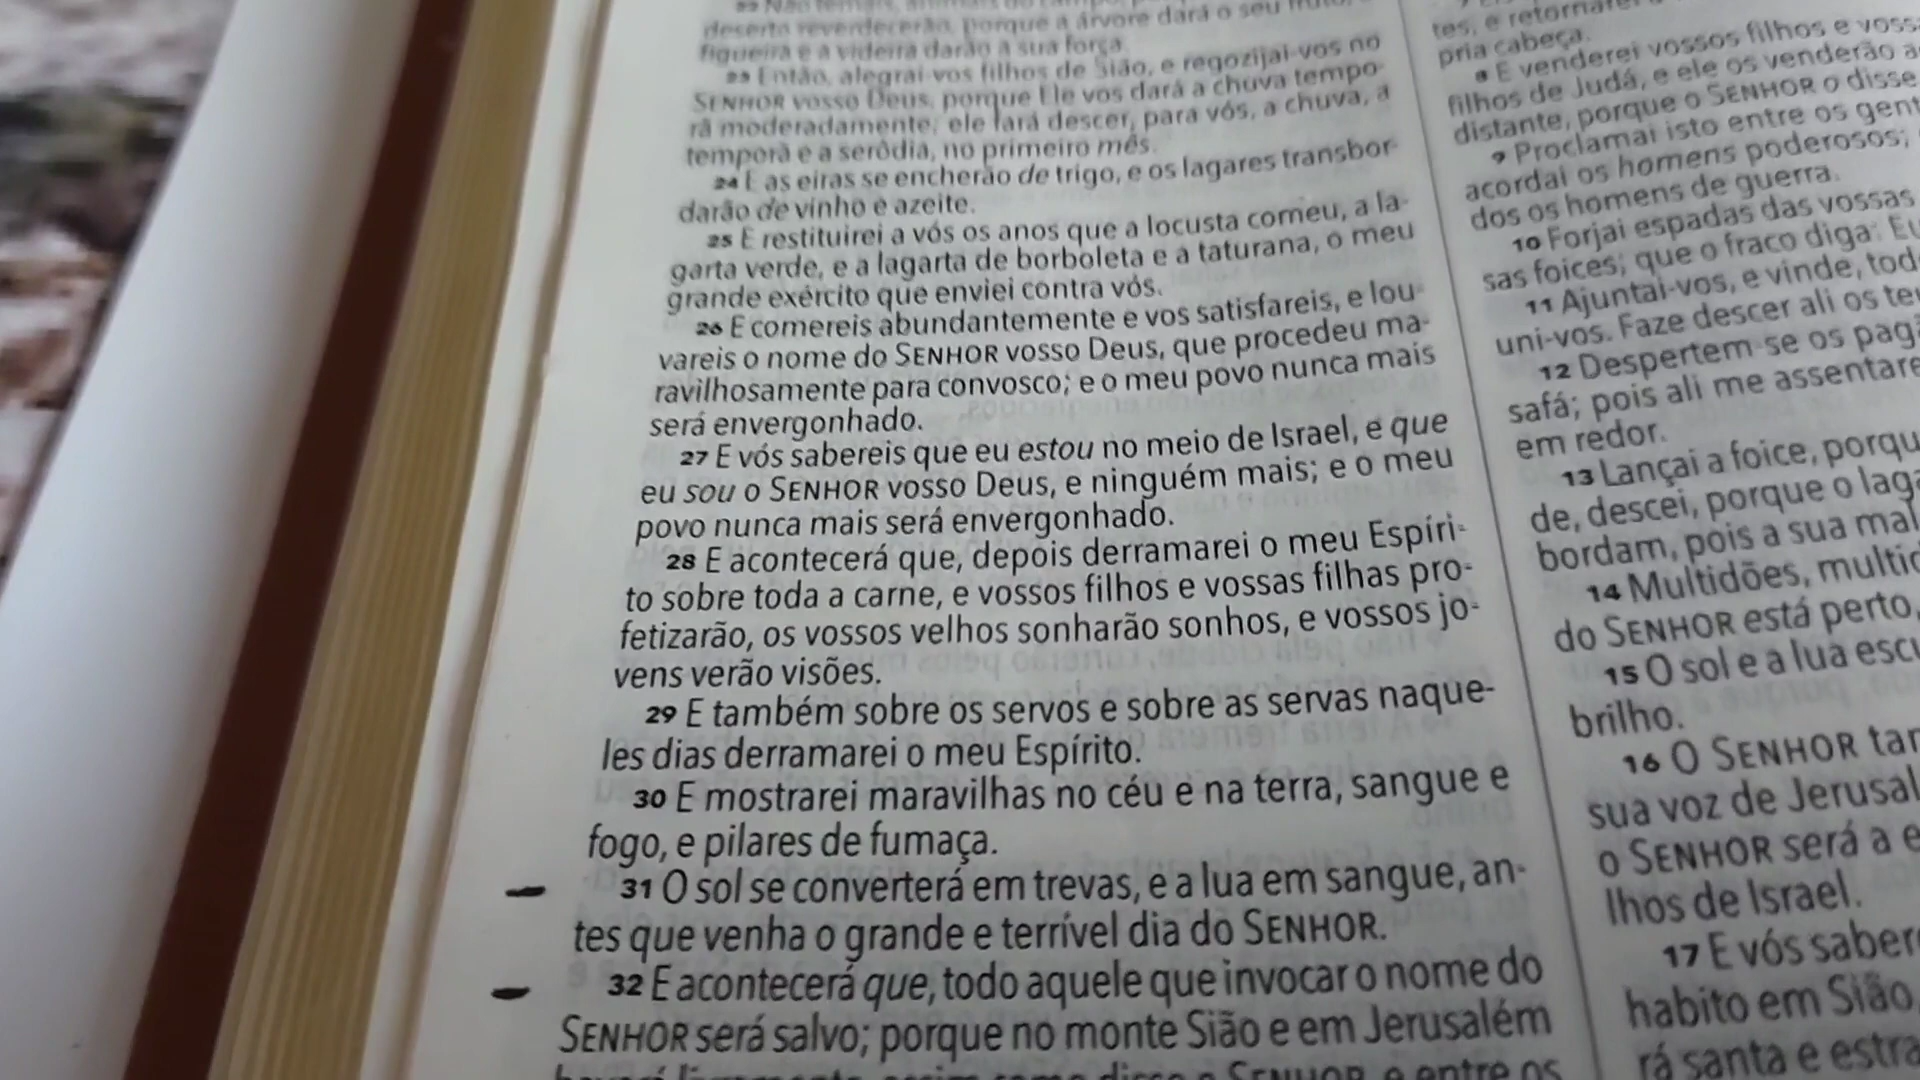 deserto reverdecerão, porque a árvore dará o seu
figueira e a videira darão a sua força.
23 Então, alegrai-vos filhos de Sião, e regozijai-vos no
SENHOR vosso Deus, porque Ele vos dará a chuva tempo-
rã moderadamente; ele fará descer, para vós, a chuva, a
temporã e a serôdia, no primeiro mês.
24 E as eiras se encherão de trigo, e os lagares transbor-
darão de vinho e azeite.
25 E restituirei a vós os anos que a locusta comeu, a la-
garta verde, e a lagarta de borboleta e a taturana, o meu
grande exército que enviei contra vós.
26 E comereis abundantemente e vos satisfareis, e lou-
vareis o nome do SENHOR vosso Deus, que procedeu ma-
ravilhosamente para convosco; e o meu povo nunca mais
será envergonhado.
27 E vós sabereis que eu estou no meio de Israel, e que
eu sou o SENHOR vosso Deus, e ninguém mais; e o meu
povo nunca mais será envergonhado.
28 E acontecerá que, depois derramarei o meu Espíri-
to sobre toda a carne, e vossos filhos e vossas filhas pro-
fetizarão, os vossos velhos sonharão sonhos, e vossos jo-
vens verão visões.
29 E também sobre os servos e sobre as servas naque-
les dias derramarei o meu Espírito.
30 E mostrarei maravilhas no céu e na terra, sangue e
fogo, e pilares de fumaça.
31 O sol se converterá em trevas, e a lua em sangue, an-
tes que venha o grande e terrível dia do SENHOR.
32 E acontecerá que, todo aquele que invocar o nome do
SENHOR será salvo; porque no monte Sião e em Jerusalém
tes, e
pria cabeça.
8 E venderei vossos filhos e
filhos de Judá, e ele os venderão
distante, porque o SENHOR o disse
9 Proclamai isto entre os
acordai os homens poderosos;
dos os homens de guerra.
10 Forjai espadas das vossas
sas foices; que o fraco diga: Eu
11 Ajuntai-vos, e vinde,
uni-vos. Faze descer ali os
12 Despertem-se os
safá; pois ali me
em redor.
13 Lançai a foice,
de, descei, porque o
bordam, pois a sua
14 Multidões,
do SENHOR está perto,
15 O sol e a lua
brilho.
16 O SENHOR
sua voz de
o SENHOR será a
lhos de Israel.
17 E vós
habito em Sião,
rá santa e